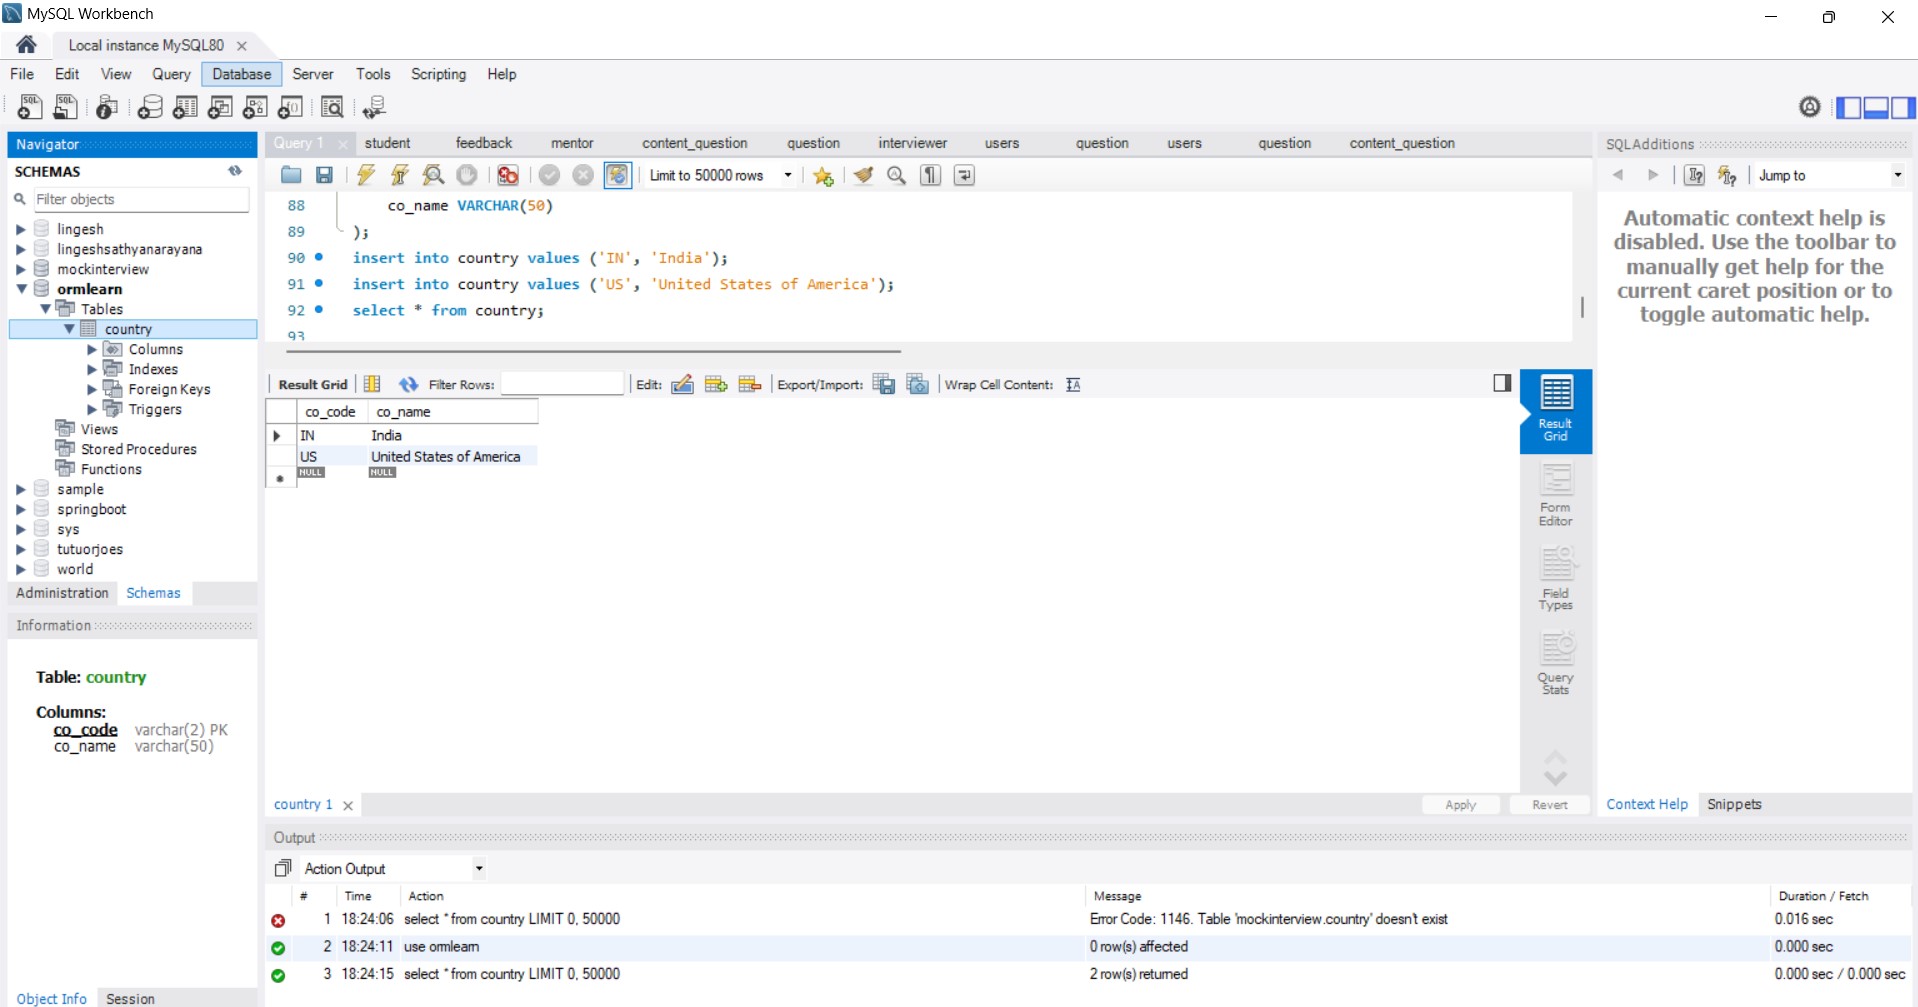 MySQL Workbench
Local instance MySQL80
File Edit View Query Database Server Tools Scripting Help
Navigator
SCHEMAS
Filter objects
lingesh
lingeshsathyanarayana
mockinterview
ormlearn
Tables
country
Columns
Indexes
Foreign Keys
Triggers
Views
Stored Procedures
Functions
sample
springboot
sys
tutuorjoes
world
Administration Schemas
Information
Table: country
Columns:
co_code varchar(2) PK
co_name varchar(50)
Object Info Session
Query 1 student feedback mentor content_question question interviewer users question users question content_question
Limit to 50000 rows
88 co_name VARCHAR(50)
89 );
90 insert into country values ('IN', 'India');
91 insert into country values ('US', 'United States of America');
92 select * from country;
93
Result Grid Filter Rows: Edit: Export/Import: Wrap Cell Content:
co_code co_name
IN India
US United States of America
NULL NULL
Result
Grid
Form
Editor
Field
Types
Query
Stats
country 1
Apply Revert
SQLAdditions
Jump to
Automatic context help is
disabled. Use the toolbar to
manually get help for the
current caret position or to
toggle automatic help.
Context Help Snippets
Output
Action Output
# Time Action Message Duration / Fetch
1 18:24:06 select * from country LIMIT 0, 50000 Error Code: 1146. Table 'mockinterview.country' doesn't exist 0.016 sec
2 18:24:11 use ormlearn 0 row(s) affected 0.000 sec
3 18:24:15 select * from country LIMIT 0, 50000 2 row(s) returned 0.000 sec / 0.000 sec